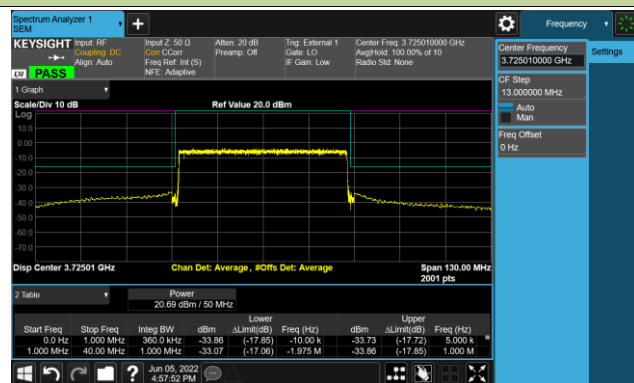 Spectrum Analyzer 1
SEM
Frequency
KEYSIGHT
Input: RF
Coupling: DC
Align: Auto
Input Z: 50 Ω
Corr CCorr
Freq Ref: Int (S)
NFE: Adaptive
Atten: 20 dB
Preamp: Off
Trig: External 1
Gate: LO
IF Gain: Low
Center Freq: 3.725010000 GHz
Avg|Hold: 100.00% of 10
Radio Std: None
LXI PASS
Center Frequency
3.725010000 GHz
Settings
CF Step
13.000000 MHz
Auto
Man
Freq Offset
0 Hz
1 Graph
Scale/Div 10 dB
Ref Value 20.0 dBm
Log
10.0
0.00
-10.0
-20.0
-30.0
-40.0
-50.0
-60.0
-70.0
Disp Center 3.72501 GHz
Chan Det: Average , #Offs Det: Average
Span 130.00 MHz
2001 pts
2 Table
Power
20.69 dBm / 50 MHz
Lower Upper
Start Freq Stop Freq Integ BW dBm ΔLimit(dB) Freq (Hz) dBm ΔLimit(dB) Freq (Hz)
0.0 Hz 1.000 MHz 360.0 kHz -33.86 (-17.85) -10.00 k -33.73 (-17.72) 5.000 k
1.000 MHz 40.00 MHz 1.000 MHz -33.07 (-17.06) -1.975 M -33.86 (-17.85) 1.000 M
Jun 05, 2022
4:57:52 PM